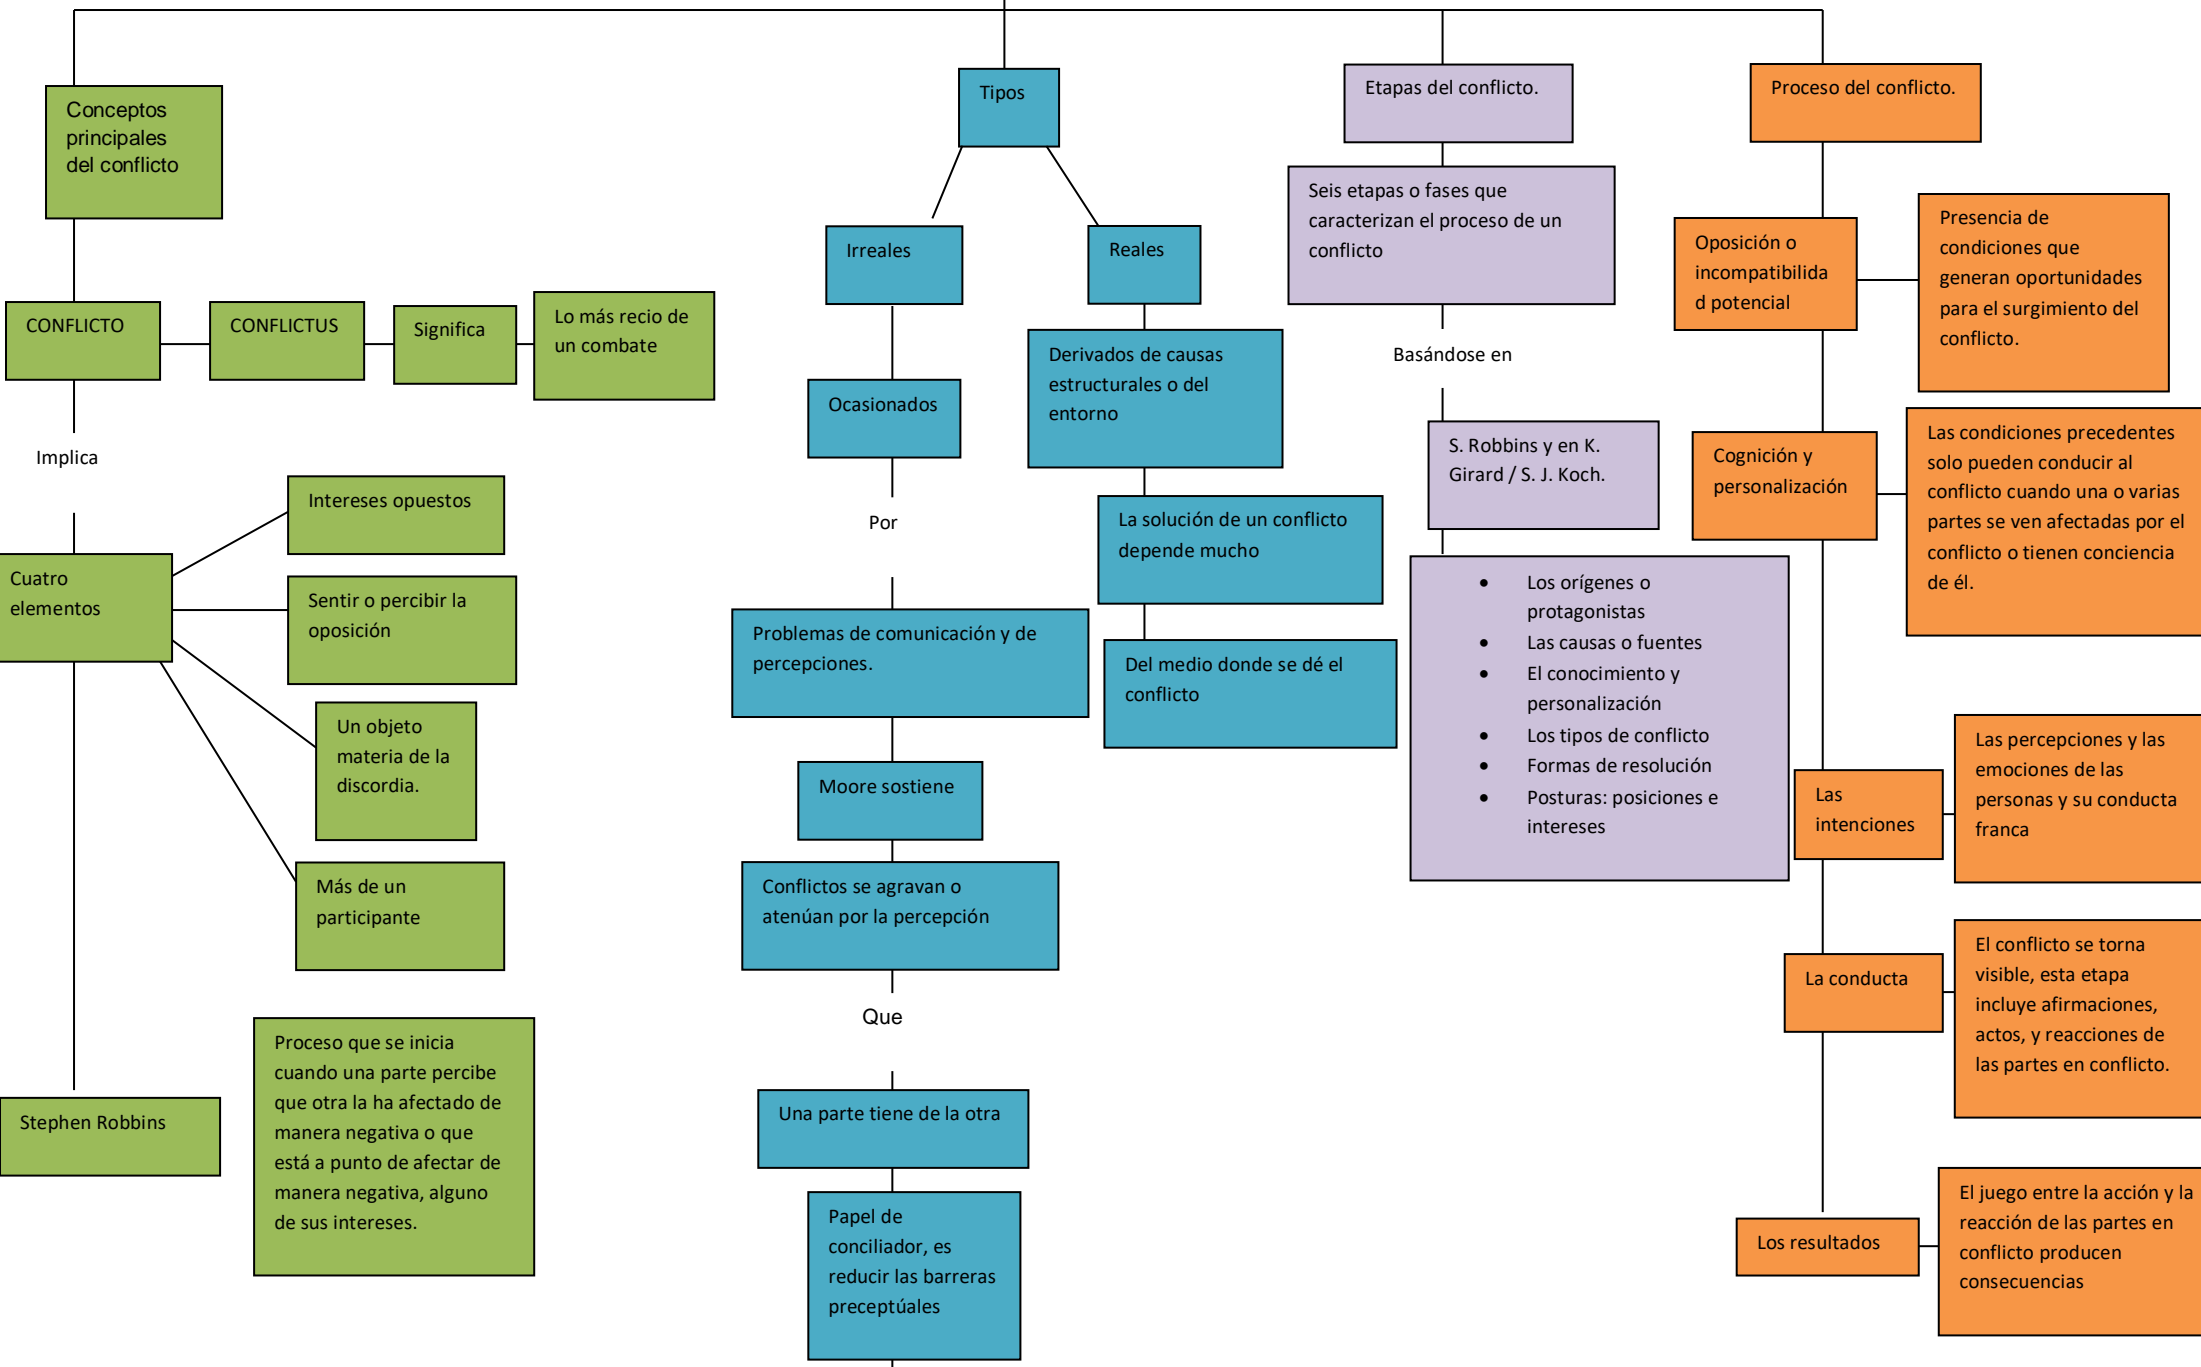 Conceptos
principales
del conflicto
CONFLICTO
CONFLICTUS
Significa
Lo más recio de
un combate
Implica
Cuatro
elementos
Intereses opuestos
Sentir o percibir la
oposición
Un objeto
materia de la
discordia.
Más de un
participante
Stephen Robbins
Proceso que se inicia
cuando una parte percibe
que otra la ha afectado de
manera negativa o que
está a punto de afectar de
manera negativa, alguno
de sus intereses.
Tipos
Irreales
Ocasionados
Por
Problemas de comunicación y de
percepciones.
Moore sostiene
Conflictos se agravan o
atenúan por la percepción
Que
Una parte tiene de la otra
Papel de
conciliador, es
reducir las barreras
preceptúales
Reales
Derivados de causas
estructurales o del
entorno
La solución de un conflicto
depende mucho
Del medio donde se dé el
conflicto
Etapas del conflicto.
Seis etapas o fases que
caracterizan el proceso de un
conflicto
Basándose en
S. Robbins y en K.
Girard / S. J. Koch.
• Los orígenes o
protagonistas
• Las causas o fuentes
• El conocimiento y
personalización
• Los tipos de conflicto
• Formas de resolución
• Posturas: posiciones e
intereses
Proceso del conflicto.
Oposición o
incompatibilida
d potencial
Presencia de
condiciones que
generan oportunidades
para el surgimiento del
conflicto.
Cognición y
personalización
Las condiciones precedentes
solo pueden conducir al
conflicto cuando una o varias
partes se ven afectadas por el
conflicto o tienen conciencia
de él.
Las
intenciones
Las percepciones y las
emociones de las
personas y su conducta
franca
La conducta
El conflicto se torna
visible, esta etapa
incluye afirmaciones,
actos, y reacciones de
las partes en conflicto.
Los resultados
El juego entre la acción y la
reacción de las partes en
conflicto producen
consecuencias